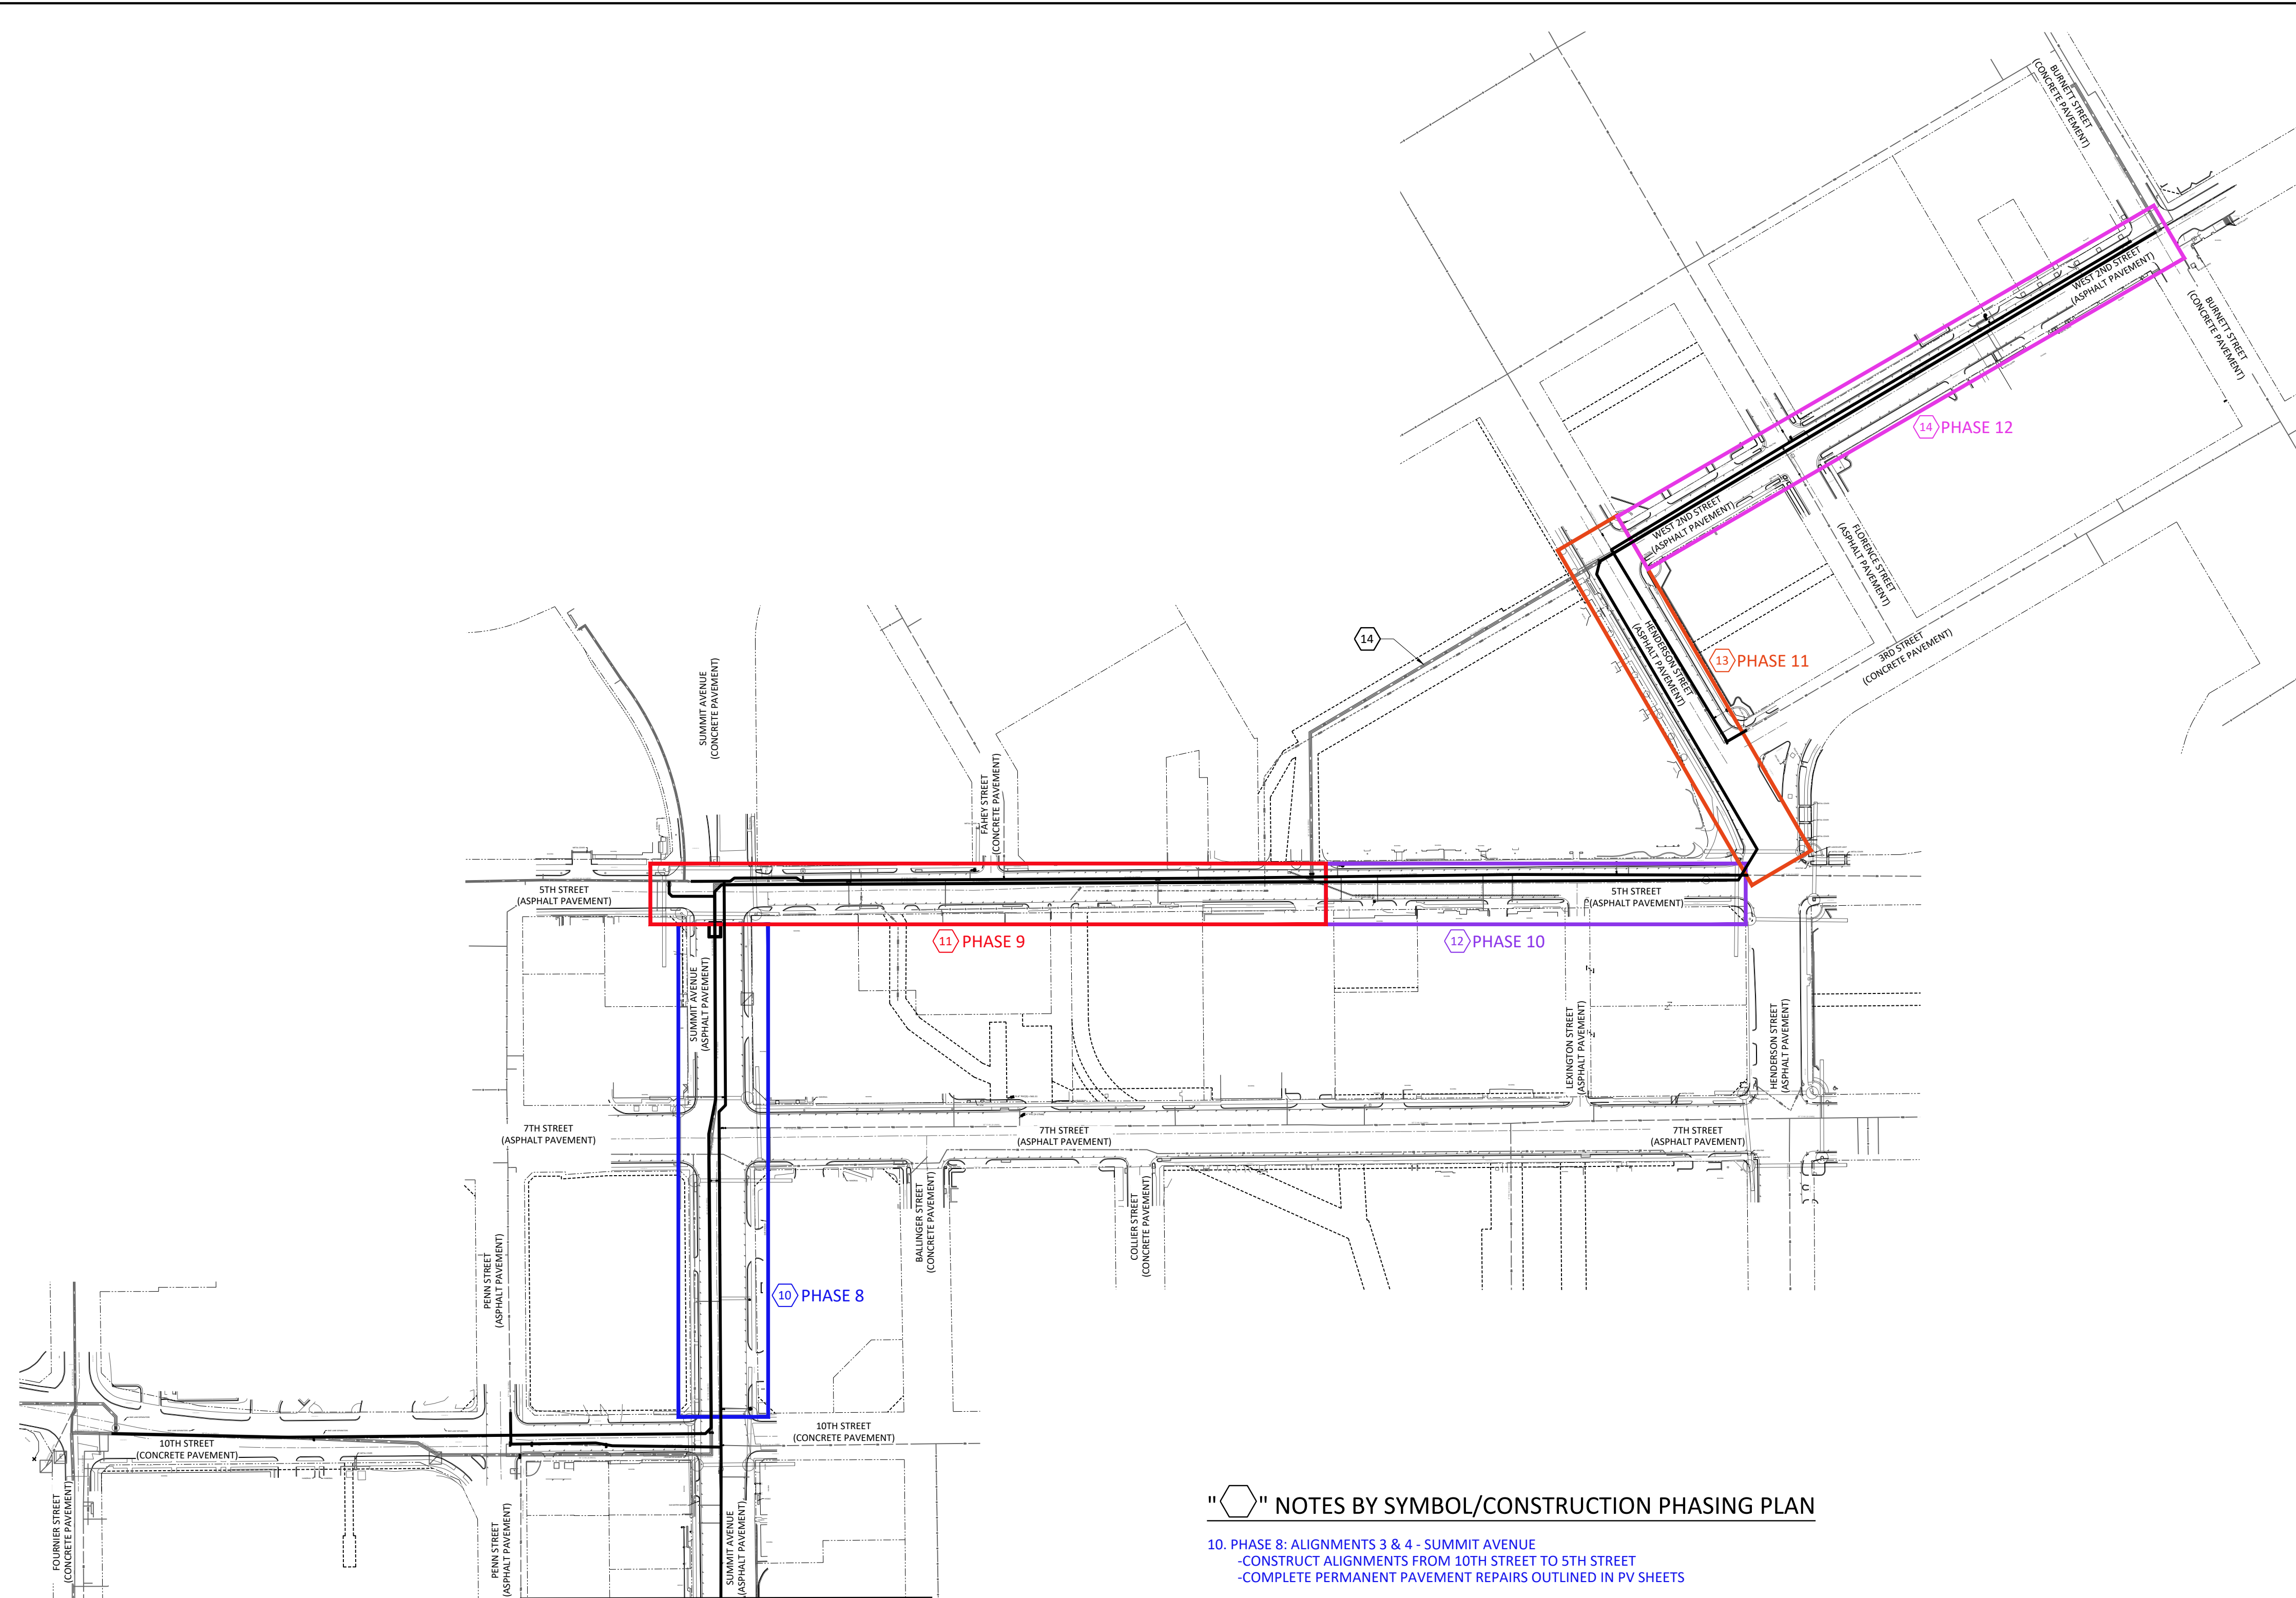 BURNETT STREET
(CONCRETE PAVEMENT)
WEST 2ND STREET
(ASPHALT PAVEMENT)
BURNETT STREET
(CONCRETE PAVEMENT)
14 PHASE 12
WEST 2ND STREET
(ASPHALT PAVEMENT)
FLORENCE STREET
(ASPHALT PAVEMENT)
14
HENDERSON STREET
(ASPHALT PAVEMENT)
13 PHASE 11
3RD STREET
(CONCRETE PAVEMENT)
SUMMIT AVENUE
(CONCRETE PAVEMENT)
FAHEY STREET
(CONCRETE PAVEMENT)
5TH STREET
(ASPHALT PAVEMENT)
5TH STREET
(ASPHALT PAVEMENT)
11 PHASE 9
12 PHASE 10
SUMMIT AVENUE
(ASPHALT PAVEMENT)
LEXINGTON STREET
(ASPHALT PAVEMENT)
HENDERSON STREET
(ASPHALT PAVEMENT)
7TH STREET
(ASPHALT PAVEMENT)
7TH STREET
(ASPHALT PAVEMENT)
7TH STREET
(ASPHALT PAVEMENT)
PENN STREET
(ASPHALT PAVEMENT)
BALLINGER STREET
(CONCRETE PAVEMENT)
COLLIER STREET
(CONCRETE PAVEMENT)
10 PHASE 8
10TH STREET
(CONCRETE PAVEMENT)
10TH STREET
(CONCRETE PAVEMENT)
FOURNIER STREET
(CONCRETE PAVEMENT)
PENN STREET
(ASPHALT PAVEMENT)
SUMMIT AVENUE
(ASPHALT PAVEMENT)
" " NOTES BY SYMBOL/CONSTRUCTION PHASING PLAN
10. PHASE 8: ALIGNMENTS 3 & 4 - SUMMIT AVENUE
-CONSTRUCT ALIGNMENTS FROM 10TH STREET TO 5TH STREET
-COMPLETE PERMANENT PAVEMENT REPAIRS OUTLINED IN PV SHEETS